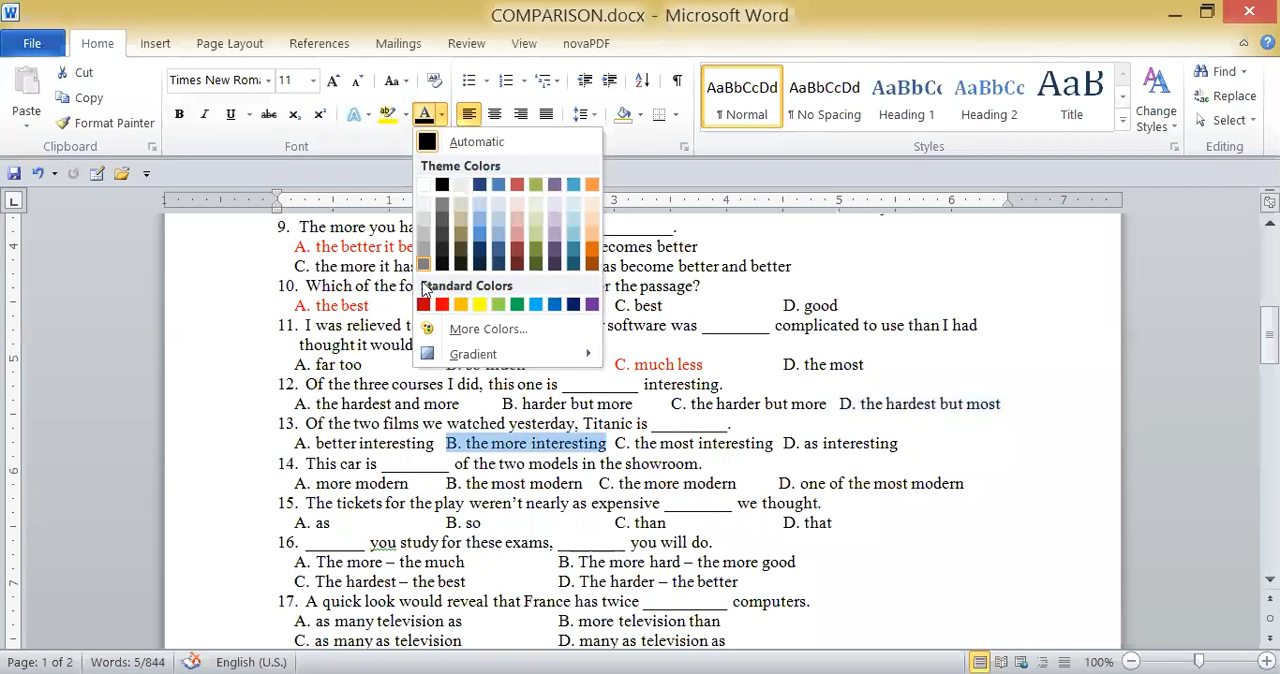 COMPARISON.docx - Microsoft Word
File Home Insert Page Layout References Mailings Review View novaPDF
Paste
Cut
Copy
Format Painter
Clipboard
Times New Rom 11
Font
Automatic
Theme Colors
Standard Colors
More Colors...
Gradient
AaBbCcDd AaBbCcDd AaBbC AaBbCc AaB
¶ Normal ¶ No Spacing Heading 1 Heading 2 Title
Change Styles
Styles
Find
Replace
Select
Editing
1 1 3 4 5 6 7
9. The more you ha ________.
A. the better it be comes better
C. the more it has as become better and better
10. Which of the fo r the passage?
A. the best C. best D. good
11. I was relieved t software was ________ complicated to use than I had
thought it would
A. far too C. much less D. the most
12. Of the three courses I did, this one is _________ interesting.
A. the hardest and more B. harder but more C. the harder but more D. the hardest but most
13. Of the two films we watched yesterday, Titanic is _________.
A. better interesting B. the more interesting C. the most interesting D. as interesting
14. This car is ________ of the two models in the showroom.
A. more modern B. the most modern C. the more modern D. one of the most modern
15. The tickets for the play weren't nearly as expensive ________ we thought.
A. as B. so C. than D. that
16. _______ you study for these exams, ________ you will do.
A. The more – the much B. The more hard – the more good
C. The hardest – the best D. The harder – the better
17. A quick look would reveal that France has twice __________ computers.
A. as many television as B. more television than
C. as many as television D. many as television as
Page: 1 of 2 Words: 5/844 English (U.S.) 100%